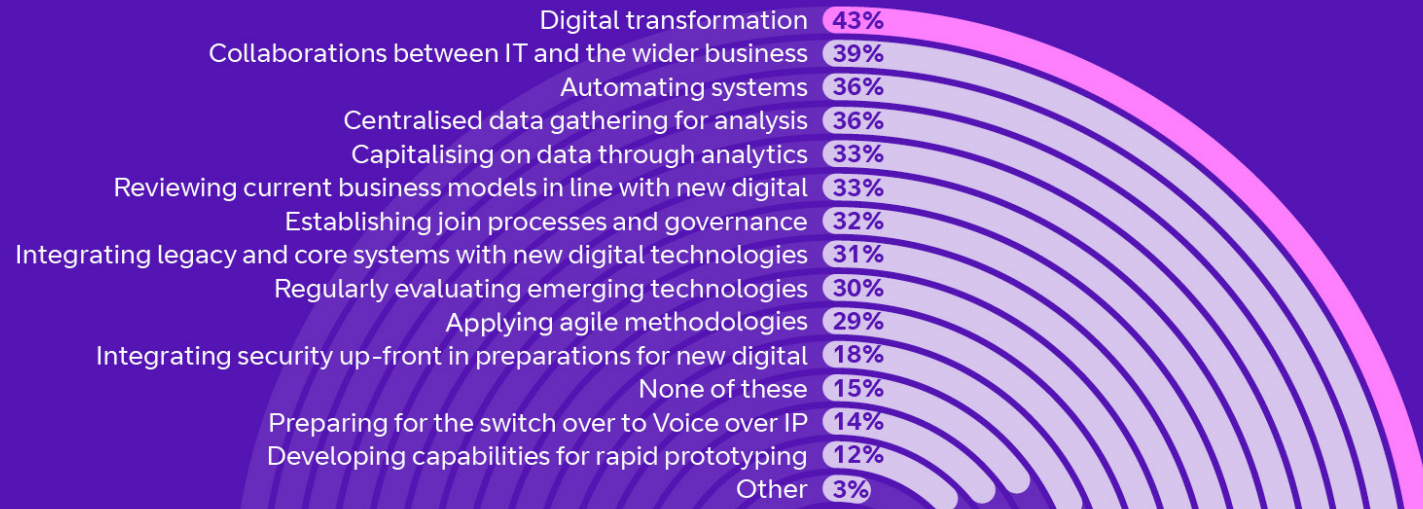 Digital transformation 43%
Collaborations between IT and the wider business 39%
Automating systems 36%
Centralised data gathering for analysis 36%
Capitalising on data through analytics 33%
Reviewing current business models in line with new digital 33%
Establishing join processes and governance 32%
Integrating legacy and core systems with new digital technologies 31%
Regularly evaluating emerging technologies 30%
Applying agile methodologies 29%
Integrating security up-front in preparations for new digital 18%
None of these 15%
Preparing for the switch over to Voice over IP 14%
Developing capabilities for rapid prototyping 12%
Other 3%